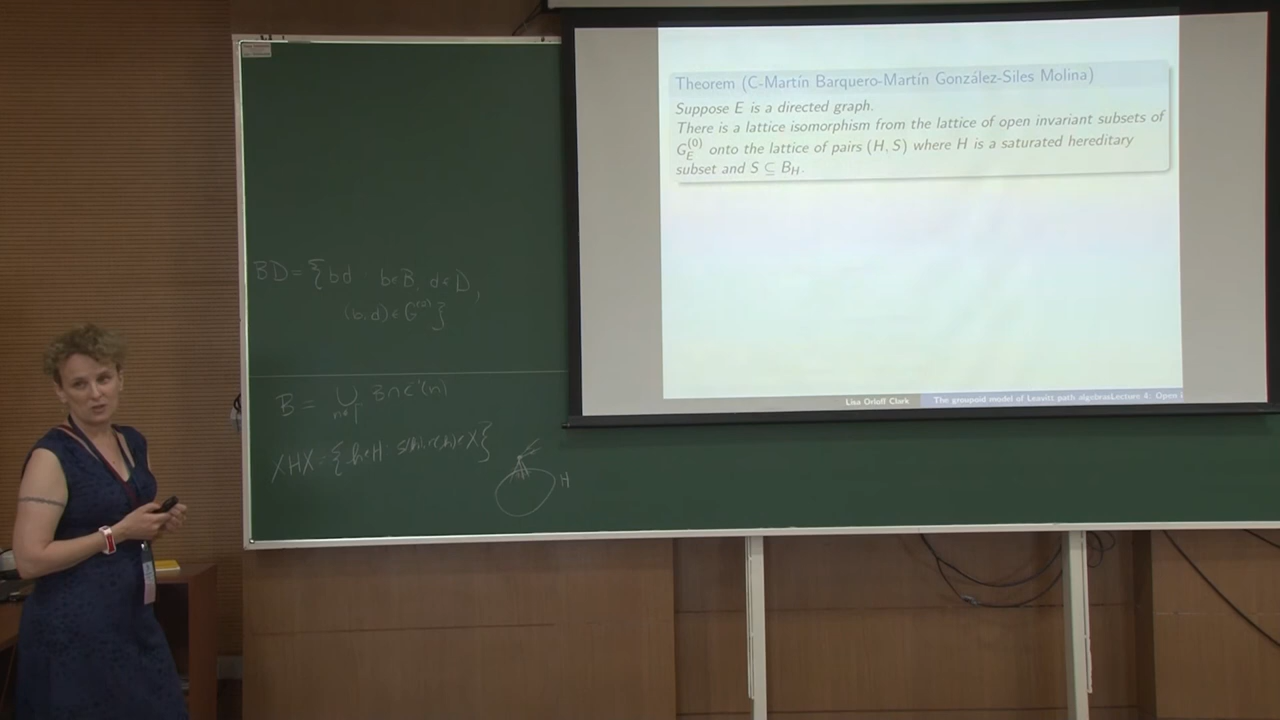 Theorem (C-Martín Barquero-Martín González-Siles Molina)
Suppose E is a directed graph.
There is a lattice isomorphism from the lattice of open invariant subsets of
G_E^{(0)} onto the lattice of pairs (H, S) where H is a saturated hereditary
subset and S ⊆ B_H.
Lisa Orloff Clark The groupoid model of Leavitt path algebrasLecture 4: Open
BD = { bd : b∈B, d∈D,
(b,d) ∈ G^{(2)} }
B = ⋃ B∩c^{-1}(n)
XHX = { h∈H : s(h), r(h) ∈ X }
H